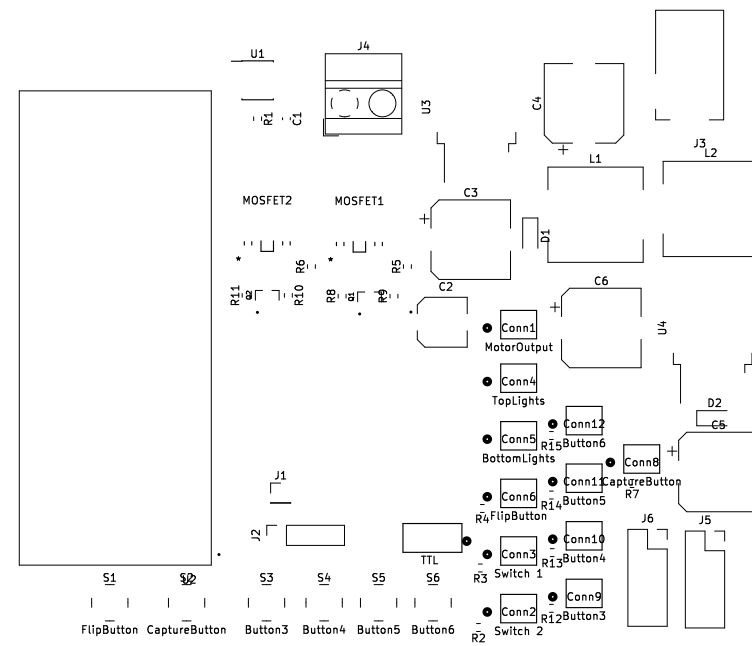 J4
U1
C4
U3
R1
C1
J3
L2
L1
MOSFET2
MOSFET1
C3
+
+
D1
*
*
R6
R5
R11
R10
R8
R9
C2
C6
+
U4
Conn1
MotorOutput
Conn4
TopLights
D2
Conn12
C5
Conn5
R15
Button6
BottomLights
+
Conn8
J1
Conn11
CaptureButton
R7
Conn6
R14
Button5
R4
FlipButton
J6
J5
J2
Conn10
Conn3
R13
Button4
TTL
R3
Switch 1
S1
S2
U2
S3
S4
S5
S6
Conn9
Conn2
R12
Button3
FlipButton
CaptureButton
Button3
Button4
Button5
Button6
R2
Switch 2